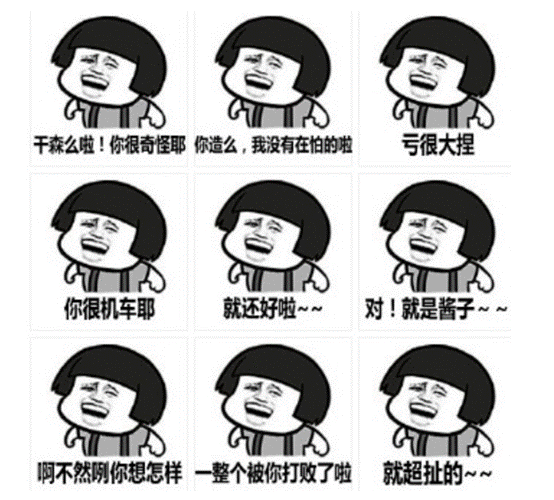 干森么啦！你很奇怪耶
你造么，我没有在怕的啦
亏很大捏
你很机车耶
就还好啦~~
对！就是酱子~~
啊不然咧你想怎样
一整个被你打败了啦
就超扯的~~